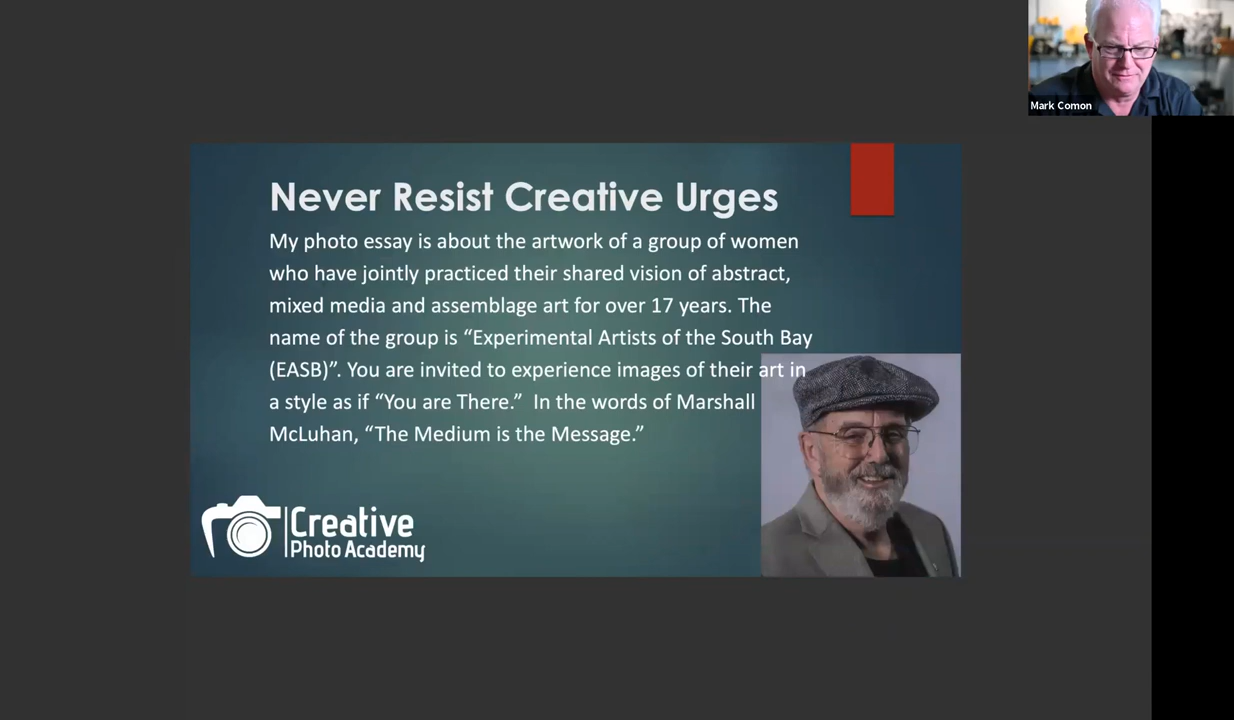 Mark Comon
Never Resist Creative Urges
My photo essay is about the artwork of a group of women
who have jointly practiced their shared vision of abstract,
mixed media and assemblage art for over 17 years. The
name of the group is “Experimental Artists of the South Bay
(EASB)”. You are invited to experience images of their art in
a style as if “You are There.”  In the words of Marshall
McLuhan, “The Medium is the Message.”
Creative
Photo Academy